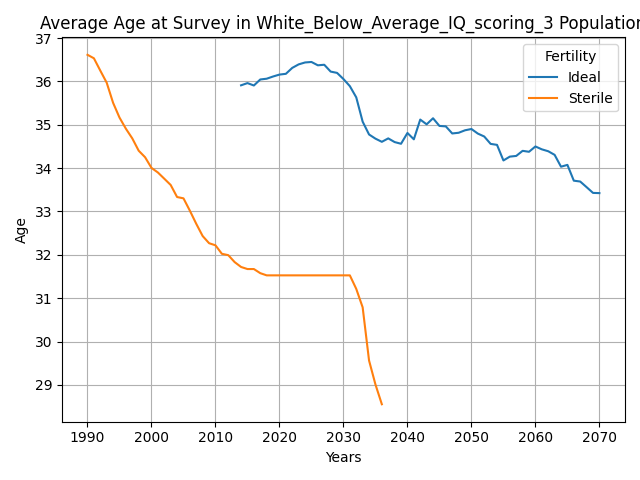 Average Age at Survey in White_Below_Average_IQ_scoring_3 Population
Fertility
Ideal
Sterile
Age
37
36
35
34
33
32
31
30
29
1990 2000 2010 2020 2030 2040 2050 2060 2070
Years